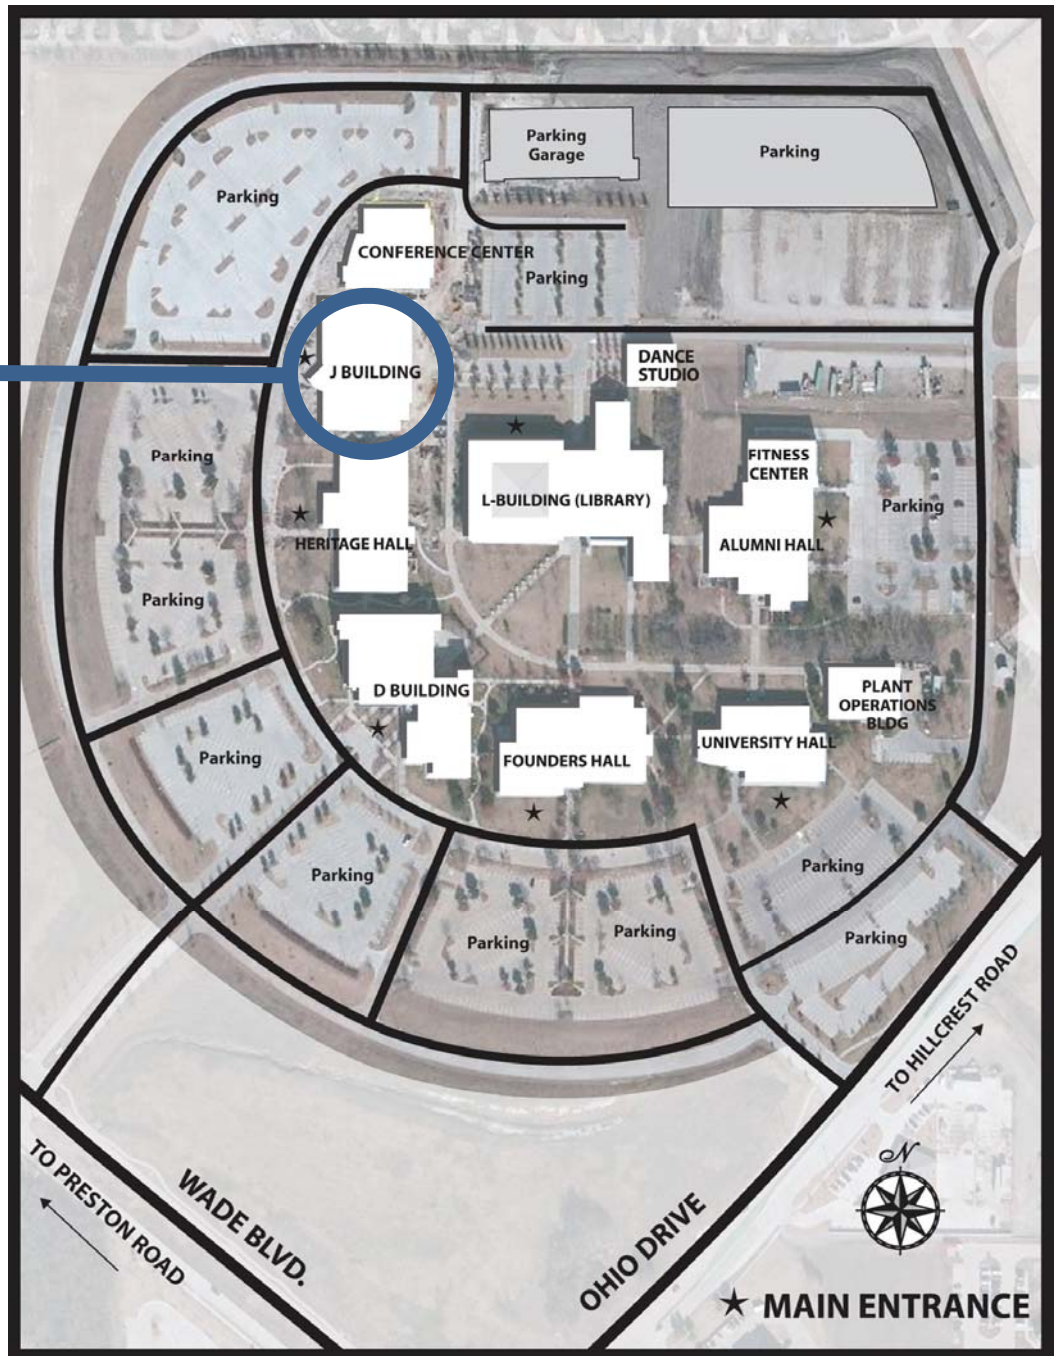 Parking
Garage
Parking
Parking
CONFERENCE CENTER
Parking
J BUILDING
DANCE
STUDIO
Parking
FITNESS
CENTER
L-BUILDING (LIBRARY)
Parking
HERITAGE HALL
ALUMNI HALL
Parking
D BUILDING
PLANT
OPERATIONS
BLDG
Parking
FOUNDERS HALL
UNIVERSITY HALL
Parking
Parking
Parking
Parking
Parking
TO HILLCREST ROAD
TO PRESTON ROAD
WADE BLVD.
OHIO DRIVE
N
★ MAIN ENTRANCE